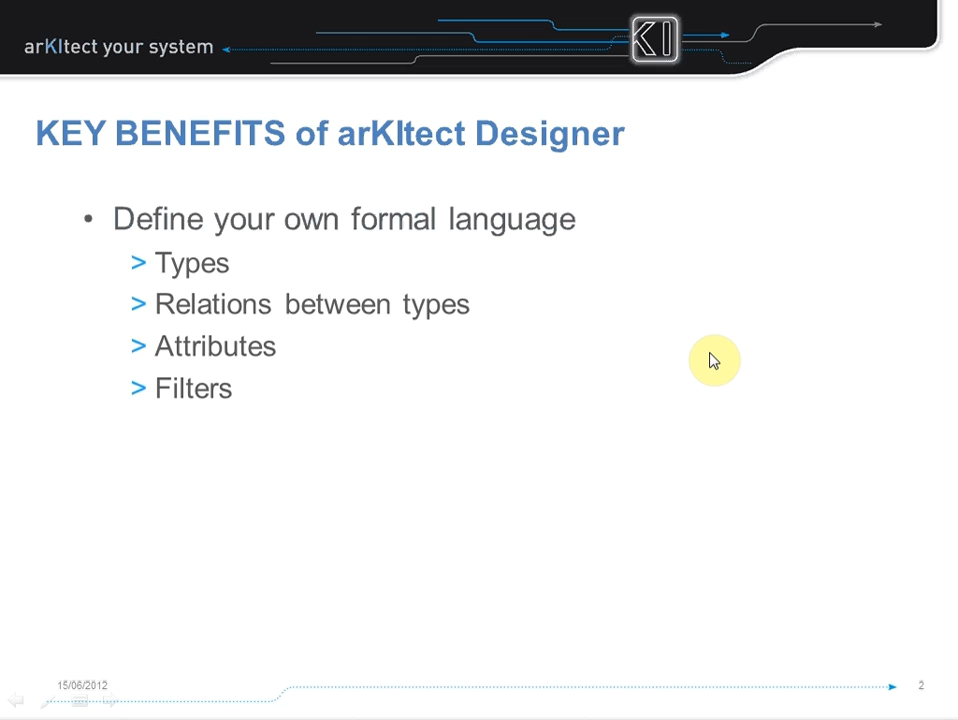 arKItect your system
KI
KEY BENEFITS of arKItect Designer
• Define your own formal language
> Types
> Relations between types
> Attributes
> Filters
15/06/2012
2